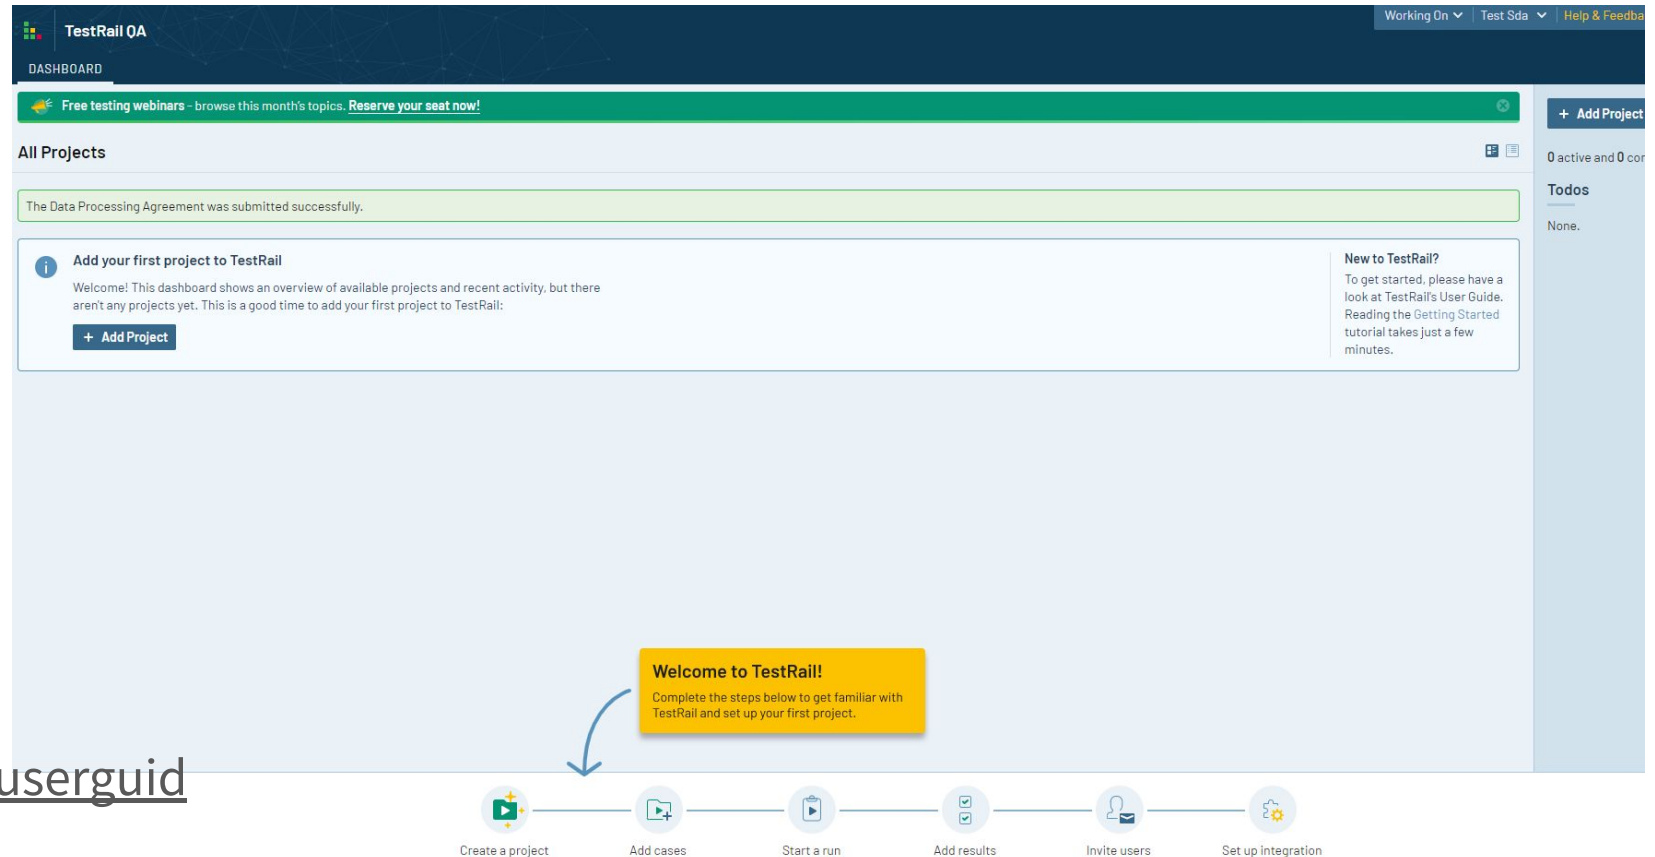 TestRail QA
Working On
Test Sda
Help & Feedba
DASHBOARD
Free testing webinars - browse this month's topics. Reserve your seat now!
+ Add Project
All Projects
0 active and 0 con
The Data Processing Agreement was submitted successfully.
Todos
None.
Add your first project to TestRail
Welcome! This dashboard shows an overview of available projects and recent activity, but there
aren't any projects yet. This is a good time to add your first project to TestRail:
+ Add Project
New to TestRail?
To get started, please have a
look at TestRail's User Guide.
Reading the Getting Started
tutorial takes just a few
minutes.
Welcome to TestRail!
Complete the steps below to get familiar with
TestRail and set up your first project.
userguid
Create a project
Add cases
Start a run
Add results
Invite users
Set up integration